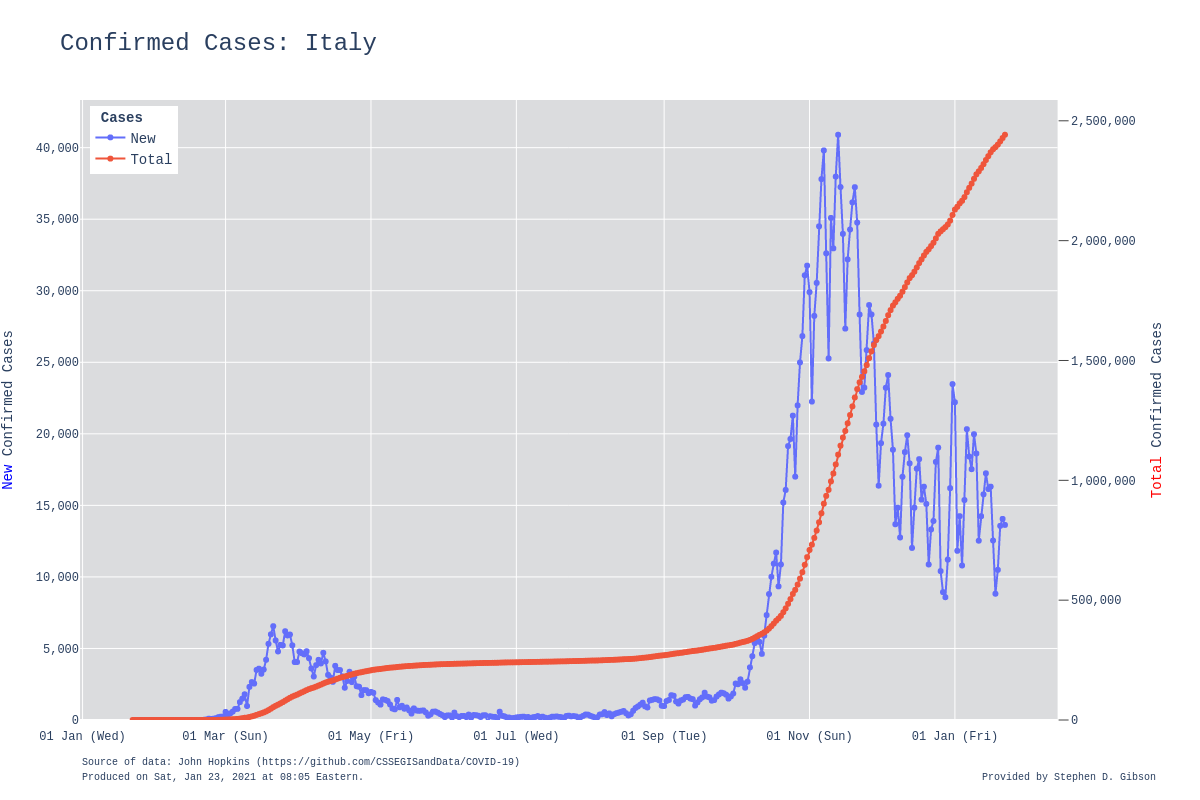 Confirmed Cases: Italy
Cases
New
Total
40,000
35,000
30,000
25,000
20,000
15,000
10,000
5,000
0
New Confirmed Cases
2,500,000
2,000,000
1,500,000
1,000,000
500,000
0
Total Confirmed Cases
01 Jan (Wed)
01 Mar (Sun)
01 May (Fri)
01 Jul (Wed)
01 Sep (Tue)
01 Nov (Sun)
01 Jan (Fri)
Source of data: John Hopkins (https://github.com/CSSEGISandData/COVID-19)
Produced on Sat, Jan 23, 2021 at 08:05 Eastern.
Provided by Stephen D. Gibson